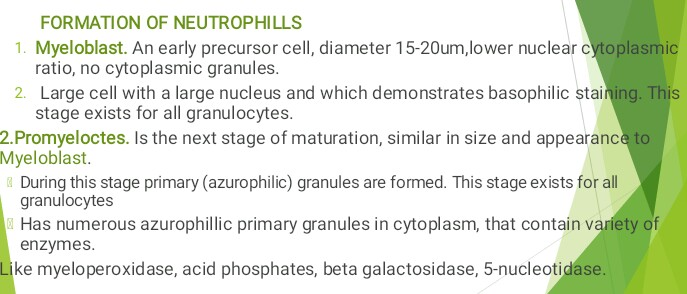 FORMATION OF NEUTROPHILLS
1. Myeloblast. An early precursor cell, diameter 15-20um,lower nuclear cytoplasmic
ratio, no cytoplasmic granules.
2. Large cell with a large nucleus and which demonstrates basophilic staining. This
stage exists for all granulocytes.
2.Promyeloctes. Is the next stage of maturation, similar in size and appearance to
Myeloblast.
During this stage primary (azurophilic) granules are formed. This stage exists for all
granulocytes
Has numerous azurophillic primary granules in cytoplasm, that contain variety of
enzymes.
Like myeloperoxidase, acid phosphates, beta galactosidase, 5-nucleotidase.